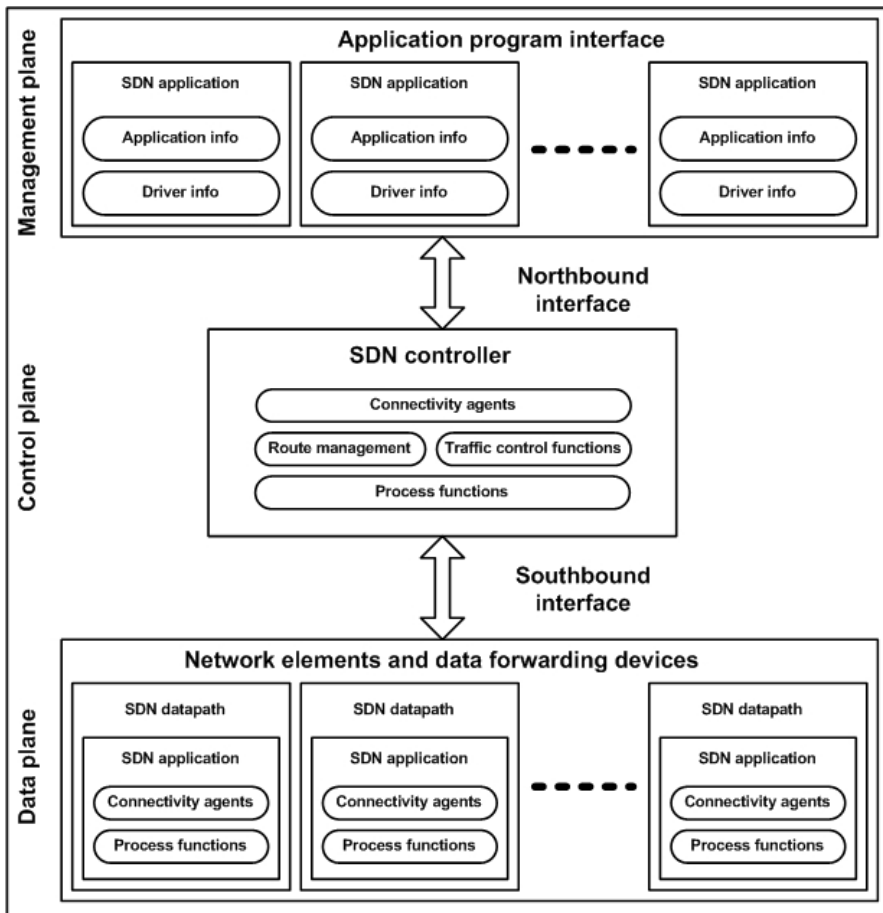 Management plane
Application program interface
SDN application
Application info
Driver info
SDN application
Application info
Driver info
SDN application
Application info
Driver info
Northbound
interface
Control plane
SDN controller
Connectivity agents
Route management
Traffic control functions
Process functions
Southbound
interface
Data plane
Network elements and data forwarding devices
SDN datapath
SDN application
Connectivity agents
Process functions
SDN datapath
SDN application
Connectivity agents
Process functions
SDN datapath
SDN application
Connectivity agents
Process functions